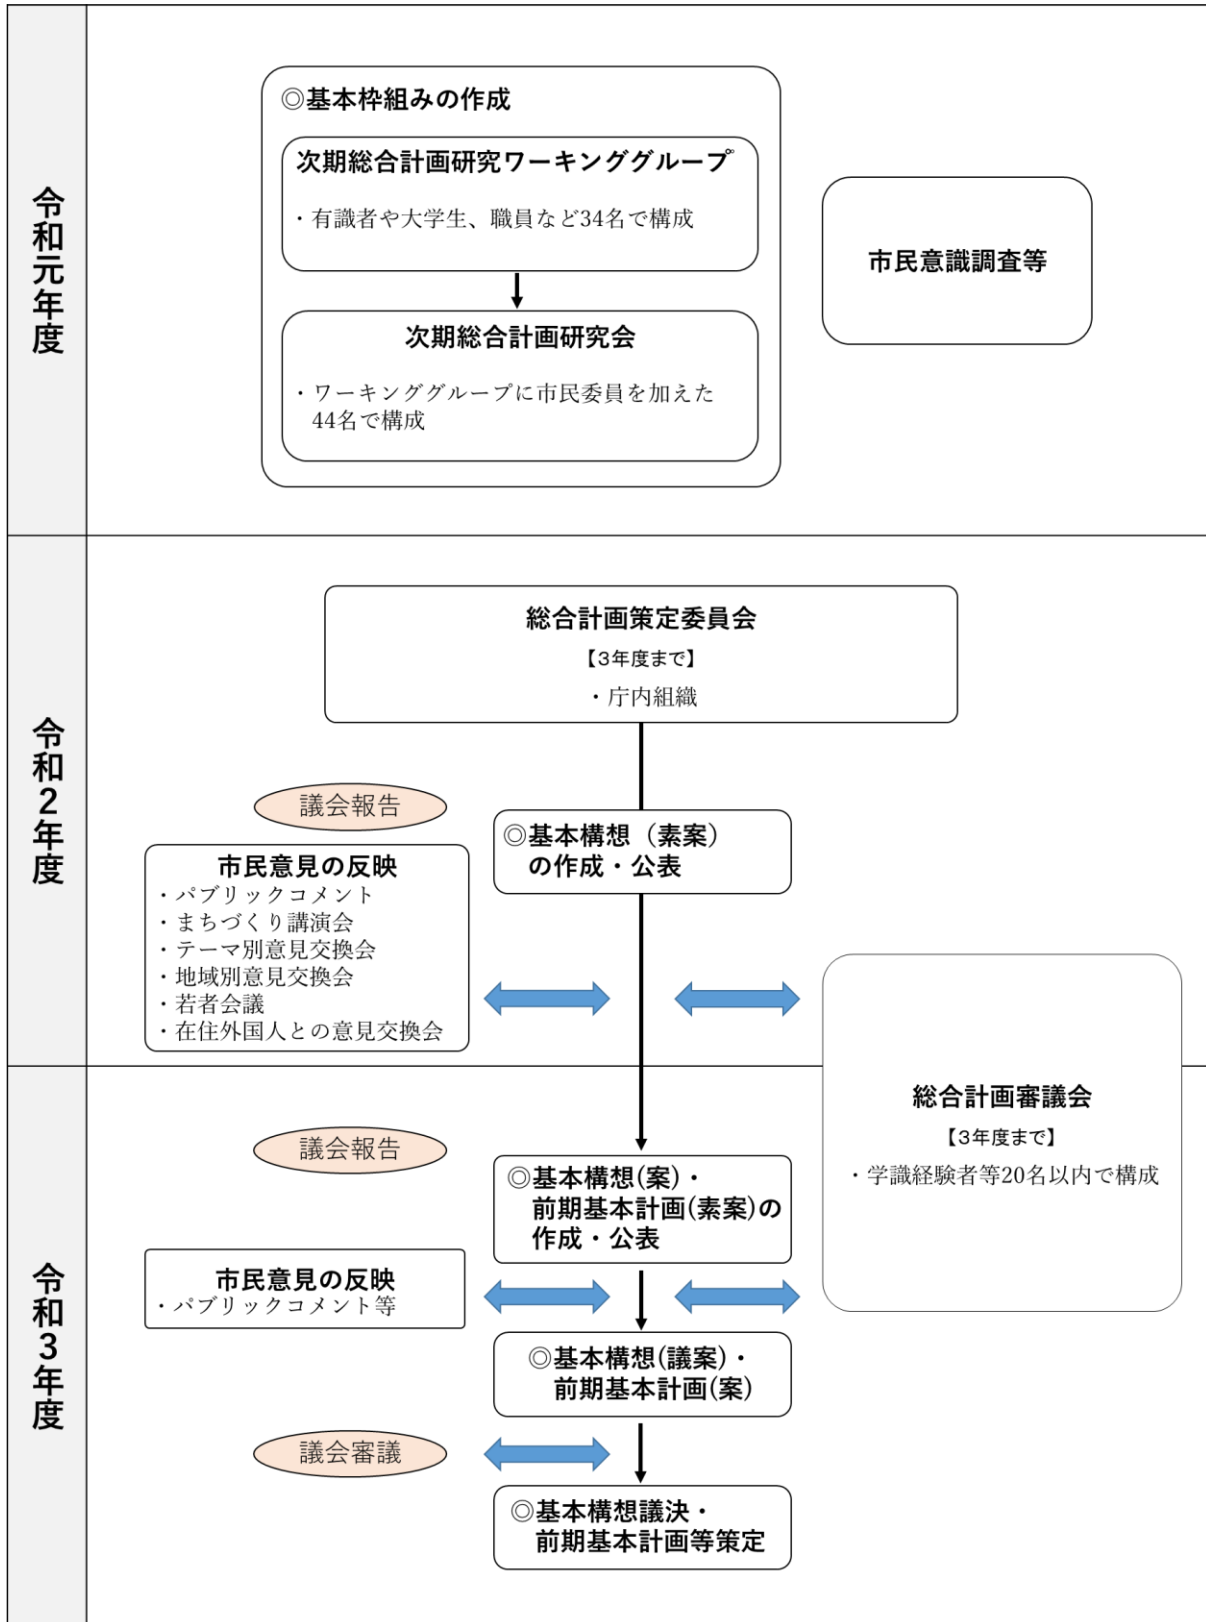 令和元年度
◎基本枠組みの作成
次期総合計画研究ワーキンググループ
・有識者や大学生、職員など34名で構成
次期総合計画研究会
・ワーキンググループに市民委員を加えた
44名で構成
市民意識調査等
令和2年度
総合計画策定委員会
【3年度まで】
・庁内組織
議会報告
◎基本構想（素案）
の作成・公表
市民意見の反映
・パブリックコメント
・まちづくり講演会
・テーマ別意見交換会
・地域別意見交換会
・若者会議
・在住外国人との意見交換会
総合計画審議会
【3年度まで】
・学識経験者等20名以内で構成
令和3年度
議会報告
◎基本構想(案)・
前期基本計画(素案)の
作成・公表
市民意見の反映
・パブリックコメント等
◎基本構想(議案)・
前期基本計画(案)
議会審議
◎基本構想議決・
前期基本計画等策定